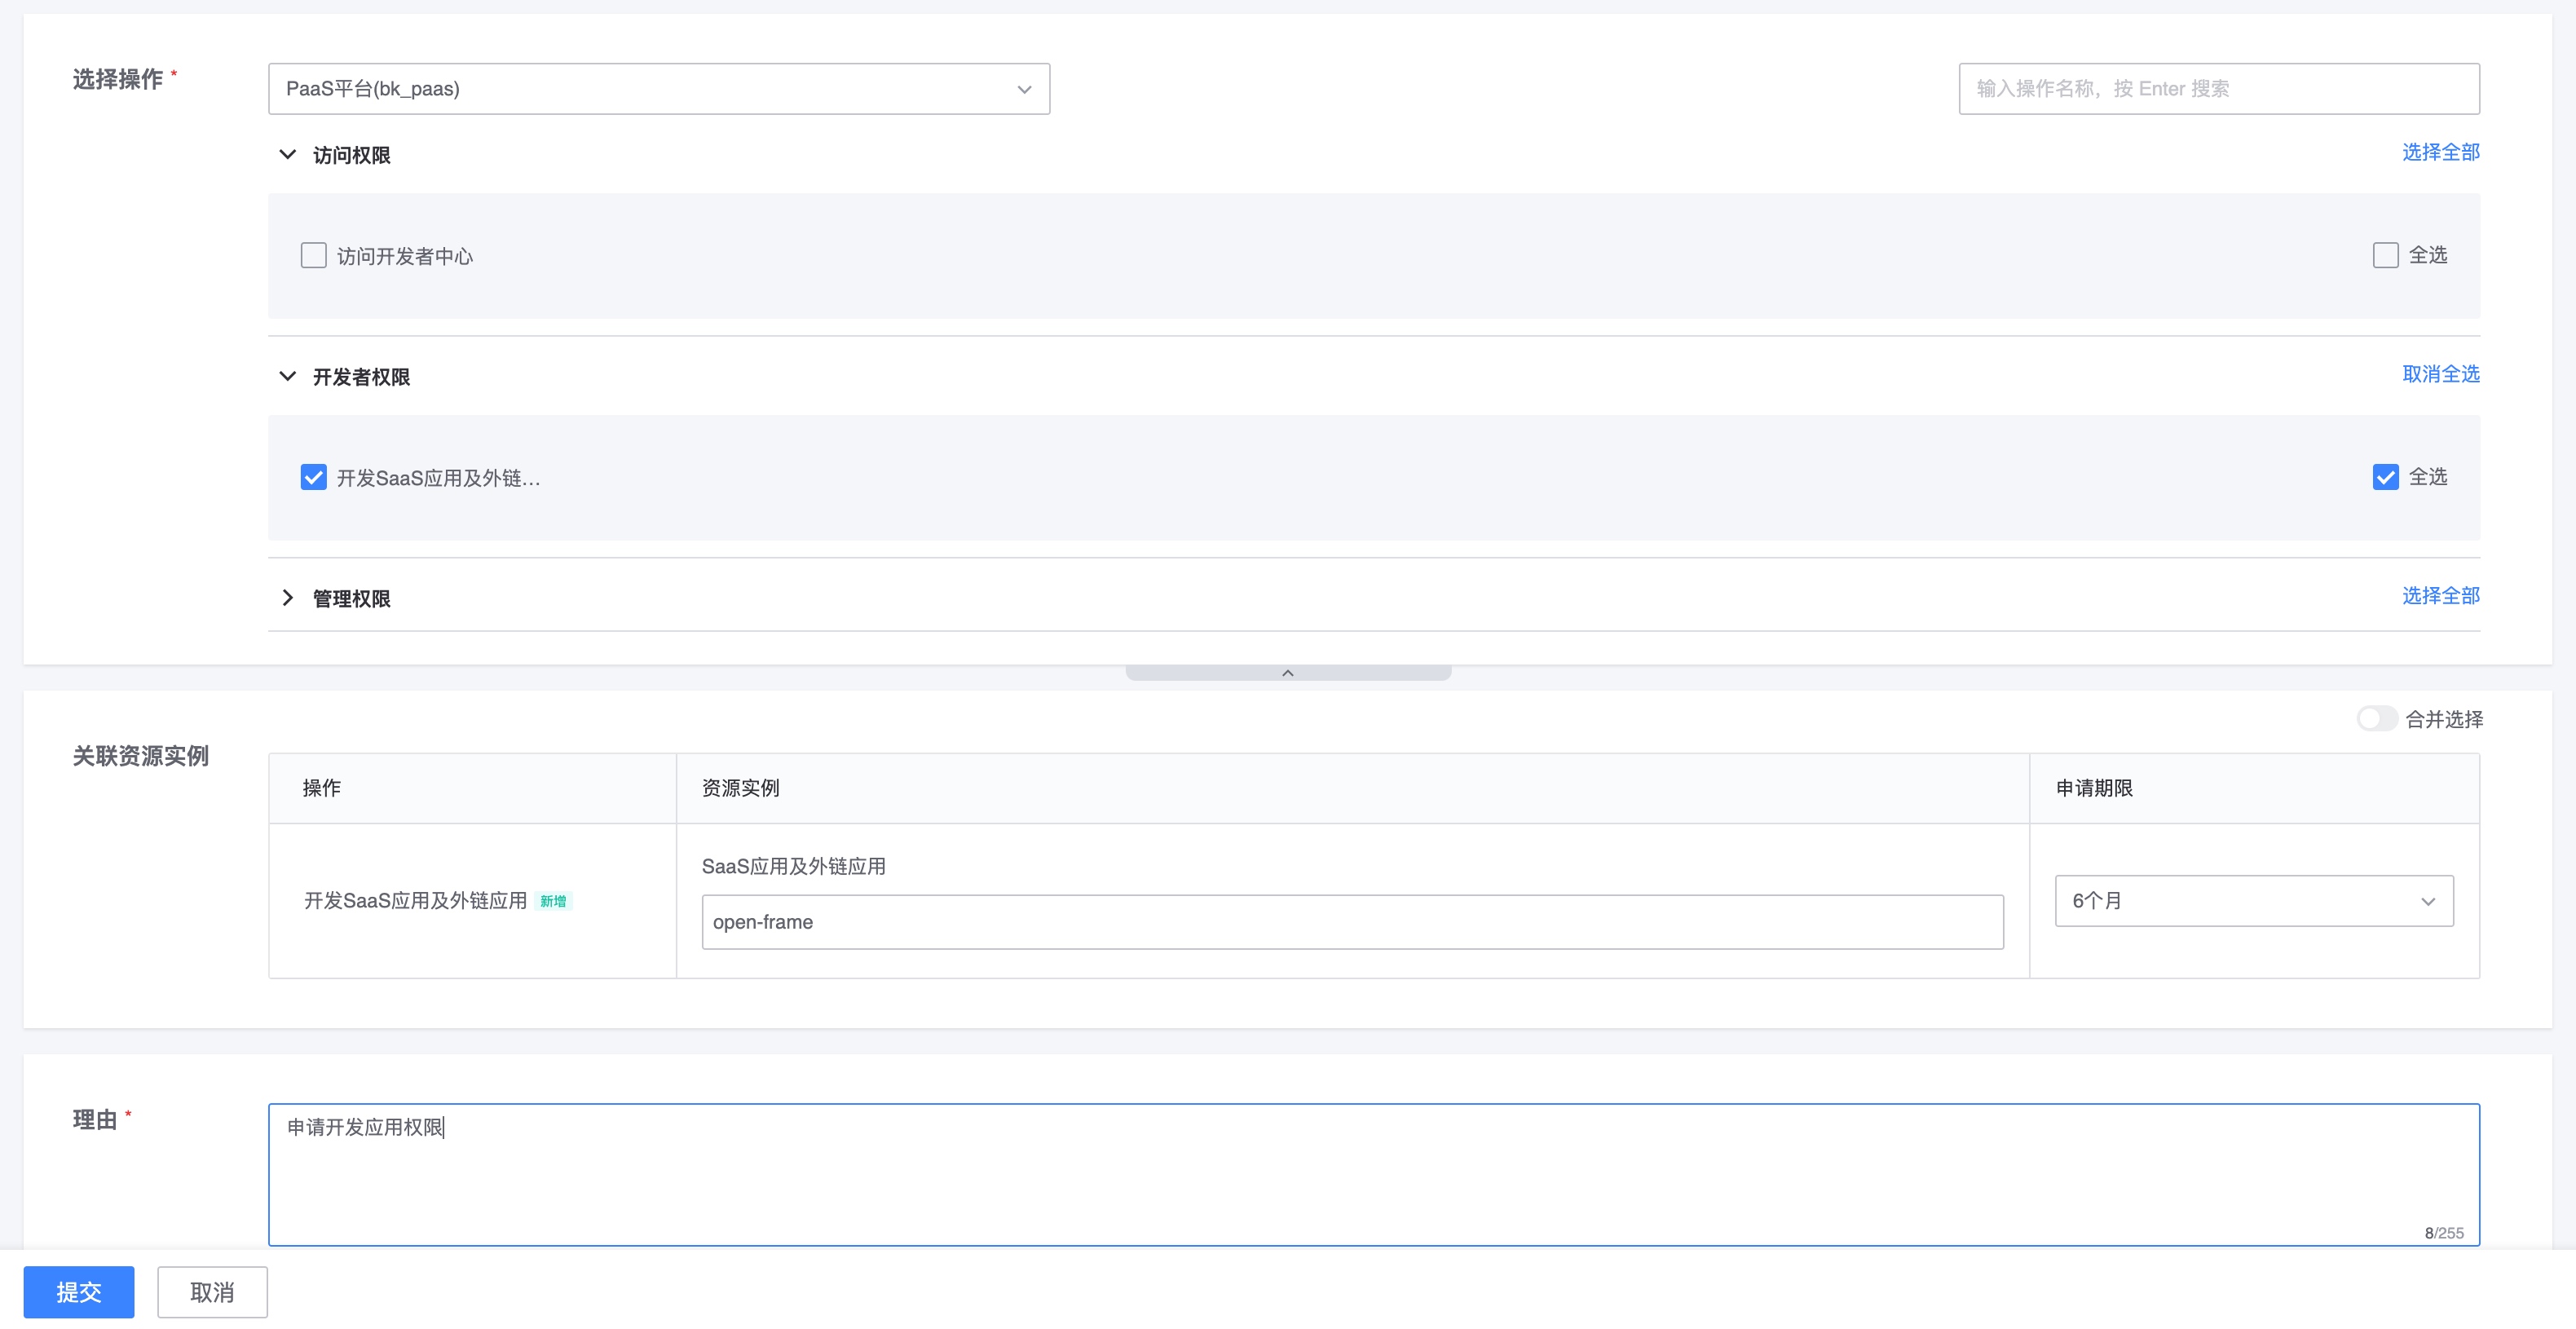 选择操作 *
PaaS平台(bk_paas)
输入操作名称，按 Enter 搜索
访问权限
选择全部
访问开发者中心
全选
开发者权限
取消全选
开发SaaS应用及外链...
全选
管理权限
选择全部
合并选择
关联资源实例
操作
资源实例
申请期限
SaaS应用及外链应用
开发SaaS应用及外链应用 新增
open-frame
6个月
理由 *
申请开发应用权限
8/255
提交
取消